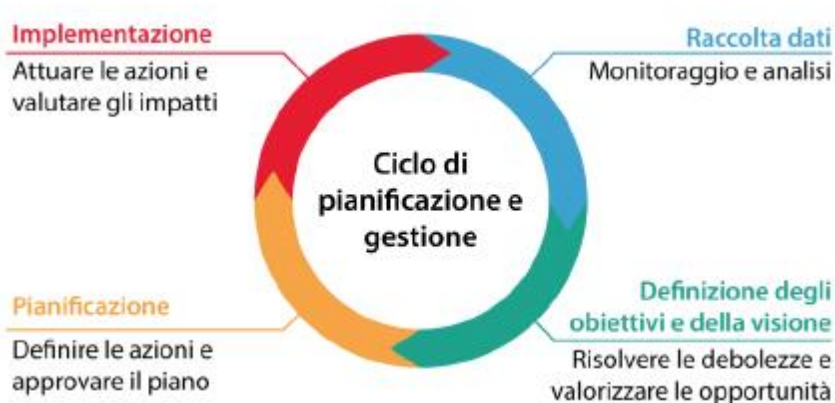 Implementazione
Attuare le azioni e
valutare gli impatti
Raccolta dati
Monitoraggio e analisi
Ciclo di
pianificazione e
gestione
Pianificazione
Definire le azioni e
approvare il piano
Definizione degli
obiettivi e della visione
Risolvere le debolezze e
valorizzare le opportunità